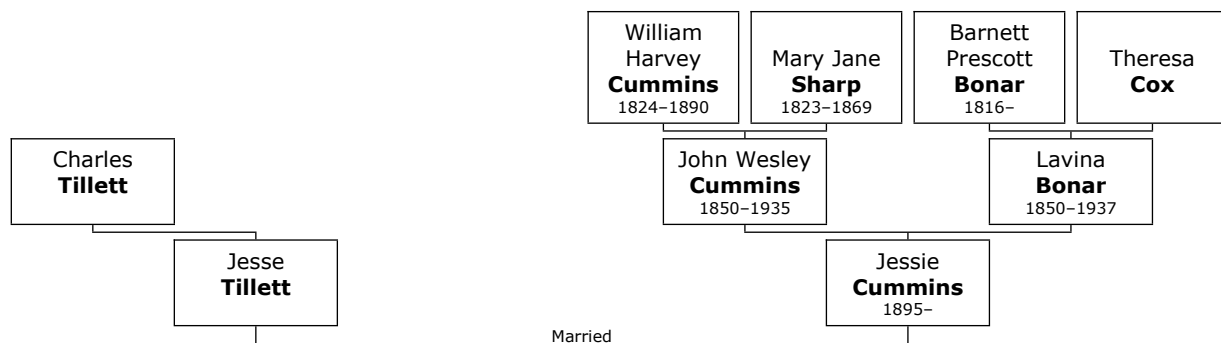 William
Harvey
Cummins
1824–1890
Mary Jane
Sharp
1823–1869
Barnett
Prescott
Bonar
1816–
Theresa
Cox
Charles
Tillett
John Wesley
Cummins
1850–1935
Lavina
Bonar
1850–1937
Jesse
Tillett
Jessie
Cummins
1895–
Married